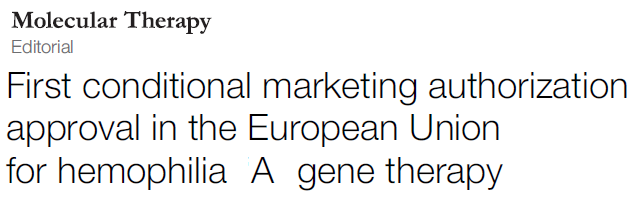 Molecular Therapy
Editorial
First conditional marketing authorization
approval in the European Union
for hemophilia A gene therapy